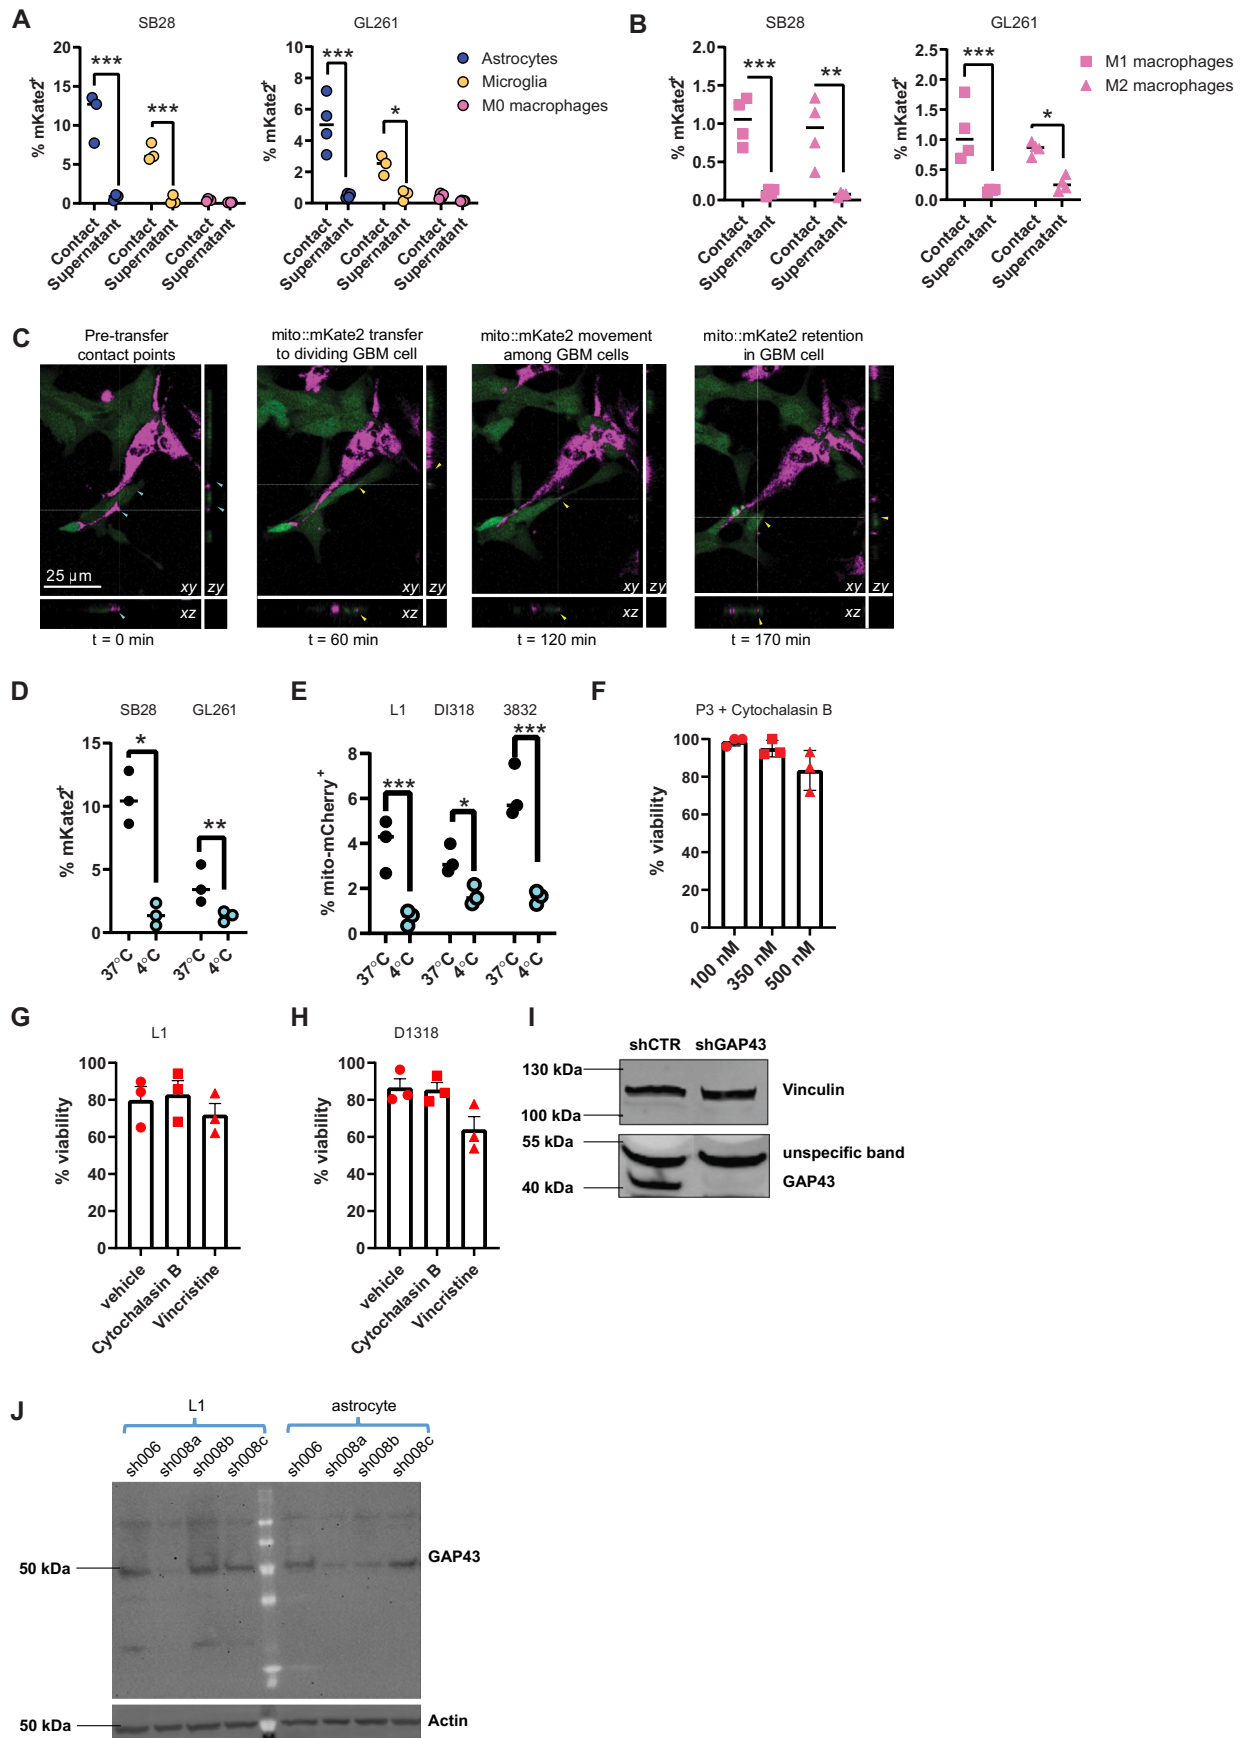 A
SB28
GL261
% mKate2+
20
15
10
5
0
***
***
Contact
Supernatant
Contact
Supernatant
Contact
Supernatant
10
8
6
4
2
0
***
*
Contact
Supernatant
Contact
Supernatant
Contact
Supernatant
Astrocytes
Microglia
M0 macrophages
B
SB28
GL261
% mKate2+
2.0
1.5
1.0
0.5
0.0
***
**
Contact
Supernatant
Contact
Supernatant
% mKate2+
2.5
2.0
1.5
1.0
0.5
0.0
***
*
Contact
Supernatant
Contact
Supernatant
M1 macrophages
M2 macrophages
C
Pre-transfer
contact points
mito::mKate2 transfer
to dividing GBM cell
mito::mKate2 movement
among GBM cells
mito::mKate2 retention
in GBM cell
25 µm
xy
zy
xz
xy
zy
xz
xy
zy
xz
xy
zy
xz
t = 0 min
t = 60 min
t = 120 min
t = 170 min
D
SB28
GL261
% mKate2+
15
10
5
0
*
**
37°C
4°C
37°C
4°C
E
L1
DI318
3832
% mito-mCherry+
8
6
4
2
0
***
*
***
37°C
4°C
37°C
4°C
37°C
4°C
F
P3 + Cytochalasin B
% viability
100
80
60
40
20
0
100 nM
350 nM
500 nM
G
L1
% viability
100
80
60
40
20
0
vehicle
Cytochalasin B
Vincristine
H
D1318
% viability
100
80
60
40
20
0
vehicle
Cytochalasin B
Vincristine
I
shCTR
shGAP43
130 kDa
Vinculin
100 kDa
55 kDa
unspecific band
40 kDa
GAP43
J
L1
astrocyte
sh006
sh008a
sh008b
sh008c
sh006
sh008a
sh008b
sh008c
50 kDa
GAP43
50 kDa
Actin